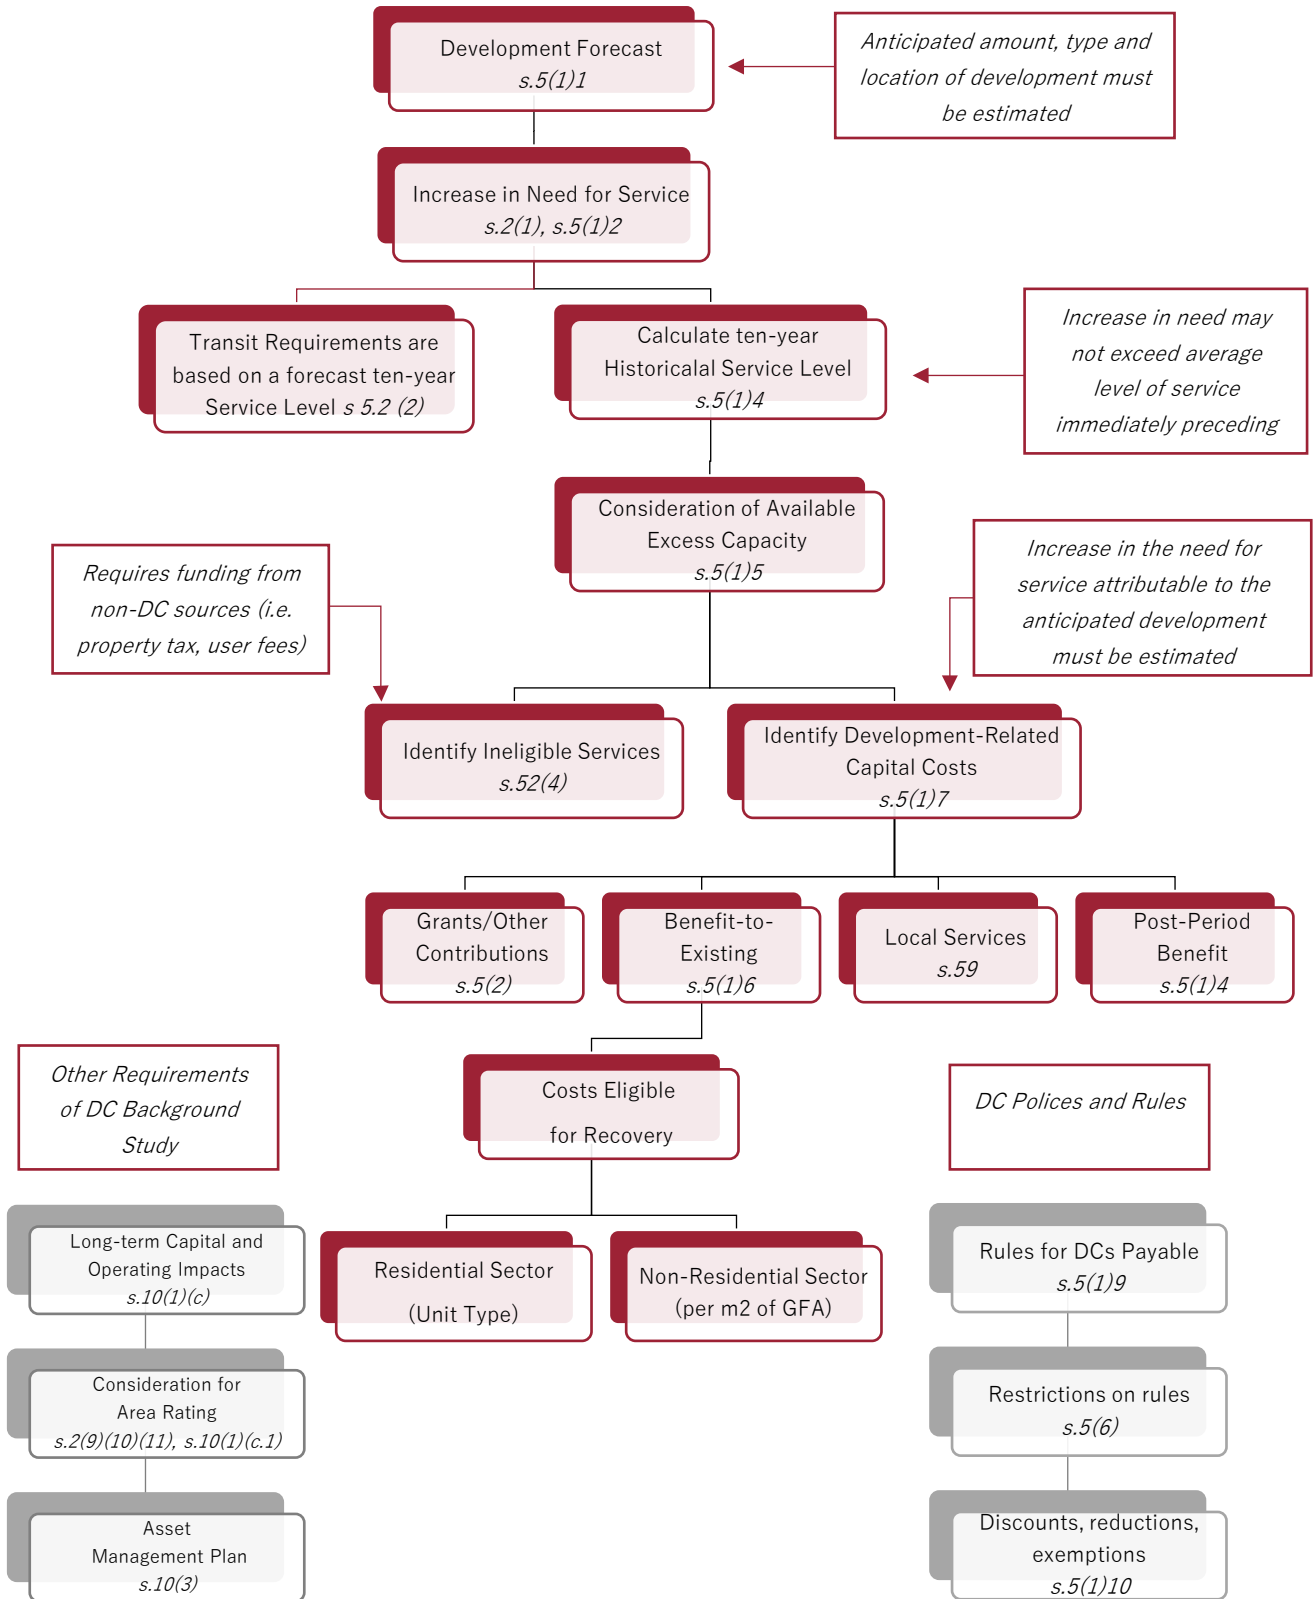 Development Forecast
s.5(1)1
Anticipated amount, type and
location of development must
be estimated
Increase in Need for Service
s.2(1), s.5(1)2
Transit Requirements are
based on a forecast ten-year
Service Level s 5.2 (2)
Calculate ten-year
Historicalal Service Level
s.5(1)4
Increase in need may
not exceed average
level of service
immediately preceding
Consideration of Available
Excess Capacity
s.5(1)5
Requires funding from
non-DC sources (i.e.
property tax, user fees)
Increase in the need for
service attributable to the
anticipated development
must be estimated
Identify Ineligible Services
s.52(4)
Identify Development-Related
Capital Costs
s.5(1)7
Grants/Other
Contributions
s.5(2)
Benefit-to-
Existing
s.5(1)6
Local Services
s.59
Post-Period
Benefit
s.5(1)4
Other Requirements
of DC Background
Study
Costs Eligible
for Recovery
DC Polices and Rules
Long-term Capital and
Operating Impacts
s.10(1)(c)
Residential Sector
(Unit Type)
Non-Residential Sector
(per m2 of GFA)
Rules for DCs Payable
s.5(1)9
Consideration for
Area Rating
s.2(9)(10)(11), s.10(1)(c.1)
Restrictions on rules
s.5(6)
Asset
Management Plan
s.10(3)
Discounts, reductions,
exemptions
s.5(1)10